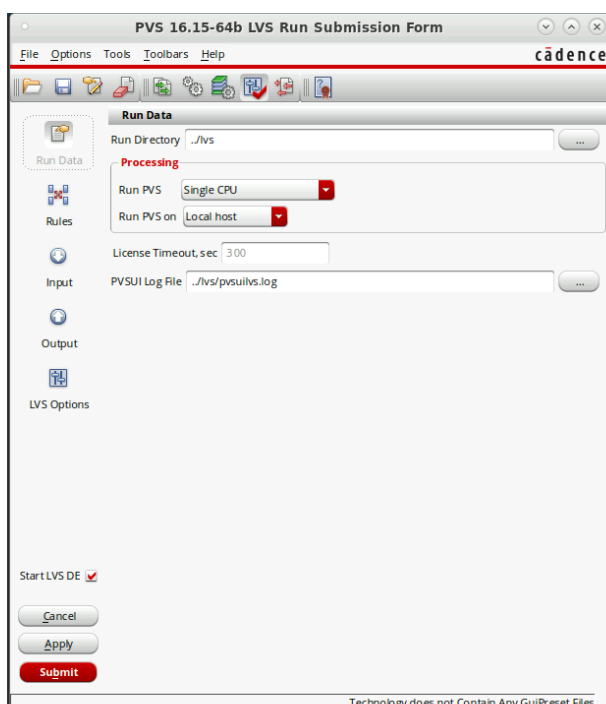 PVS 16.15-64b LVS Run Submission Form
File Options Tools Toolbars Help
cādence
Run Data
Run Data
Rules
Input
Output
LVS Options
Run Directory ../lvs ...
Processing
Run PVS Single CPU
Run PVS on Local host
License Timeout, sec 300
PVSUI Log File ../lvs/pvsuilvs.log ...
Start LVS DE
Cancel
Apply
Submit
Technology does not Contain Any GuiPreset Files